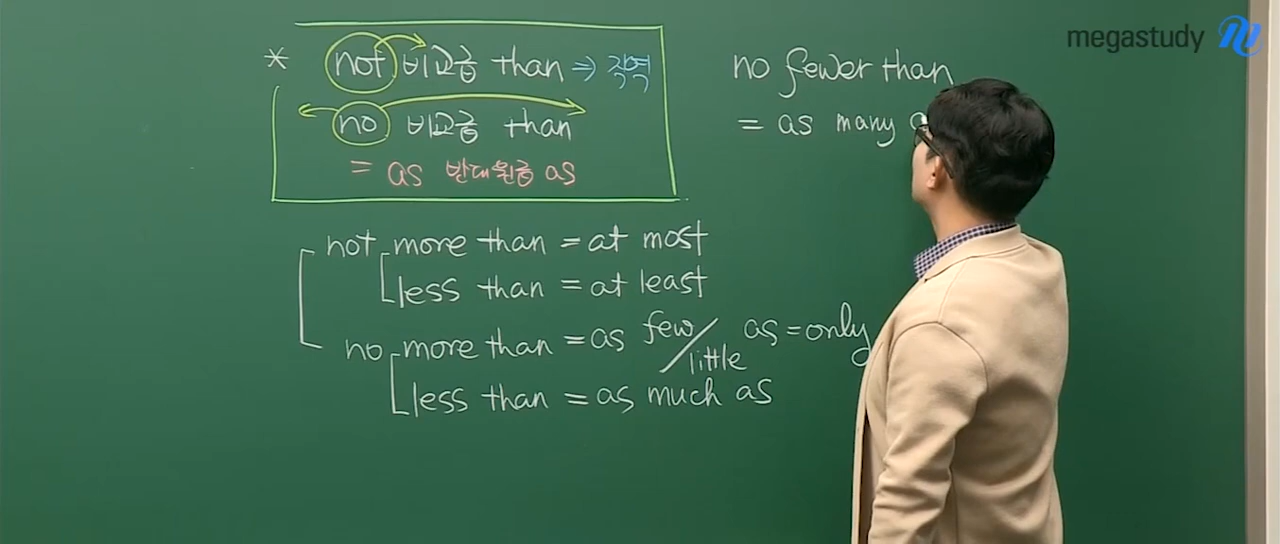 megastudy
* not 비교급 than ⇒ 직역
no 비교급 than
= as 반대원급 as
not more than = at most
less than = at least
no more than = as few/little as = only
less than = as much as
no fewer than
= as many